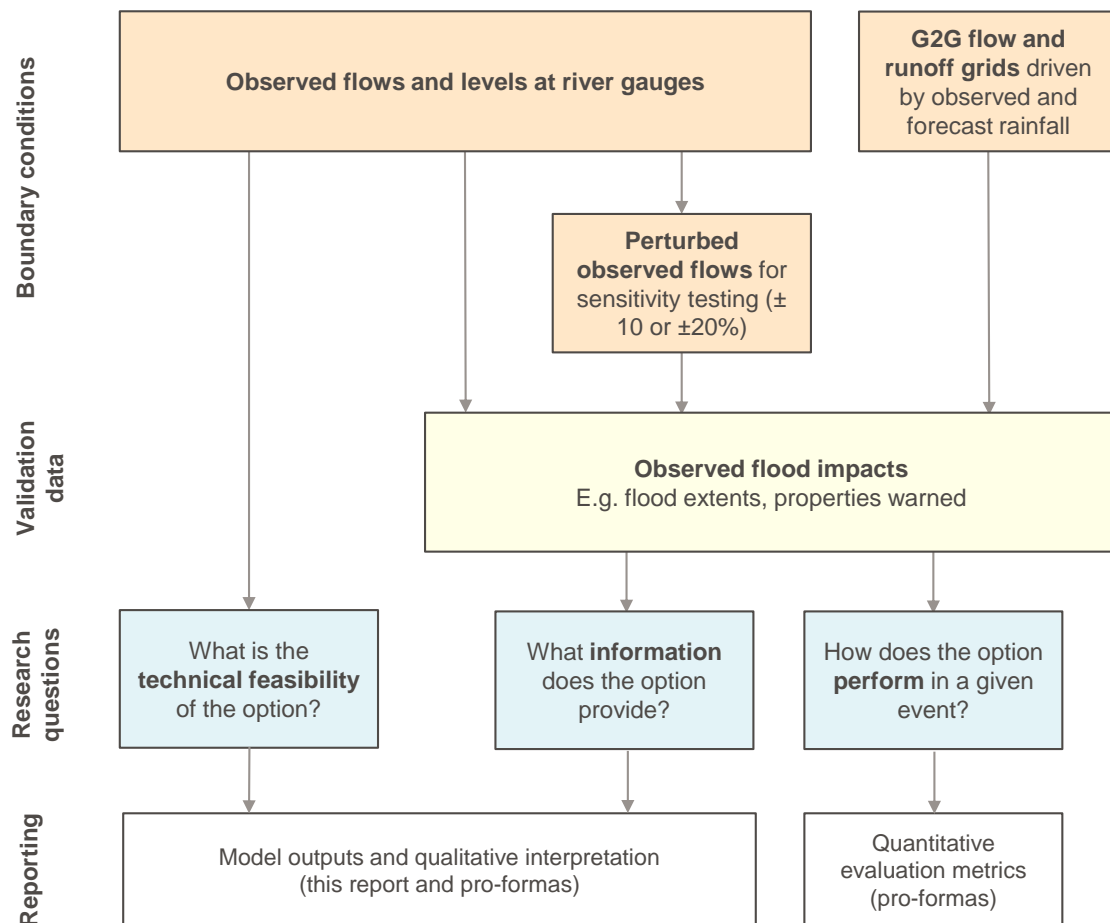 Boundary conditions
Observed flows and levels at river gauges
G2G flow and
runoff grids driven
by observed and
forecast rainfall
Perturbed
observed flows for
sensitivity testing (±
10 or ±20%)
Validation
data
Observed flood impacts
E.g. flood extents, properties warned
Research
questions
What is the
technical feasibility
of the option?
What information
does the option
provide?
How does the option
perform in a given
event?
Reporting
Model outputs and qualitative interpretation
(this report and pro-formas)
Quantitative
evaluation metrics
(pro-formas)